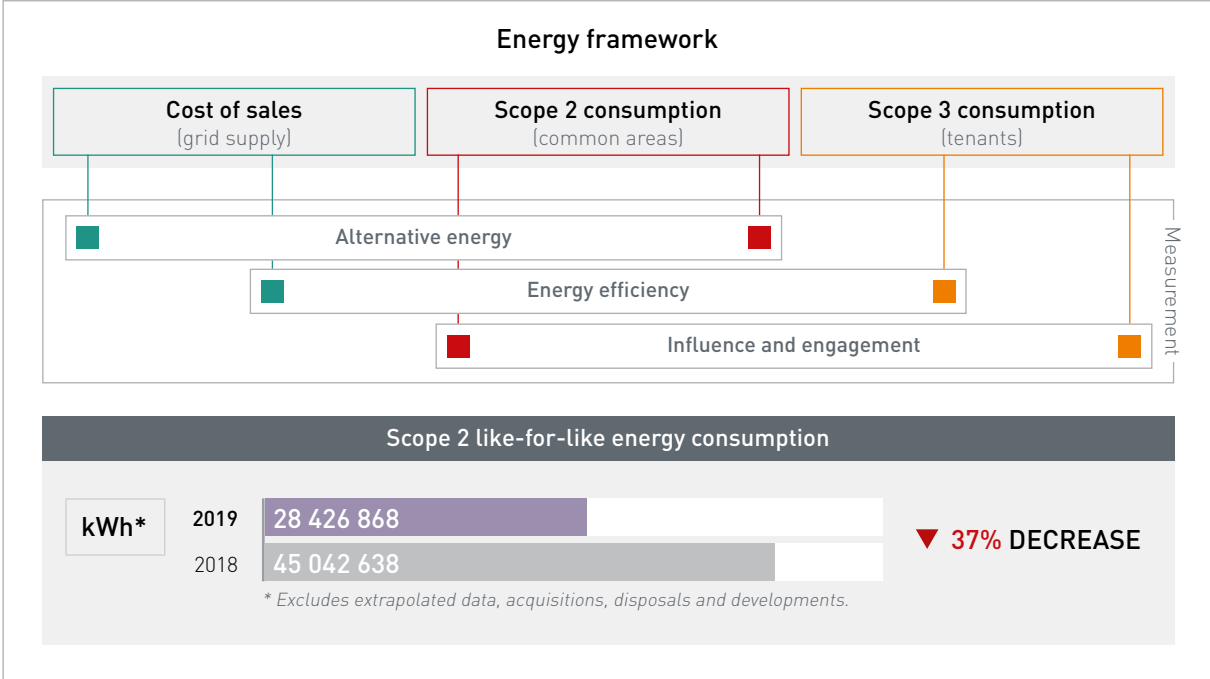 Energy framework
Cost of sales
(grid supply)
Scope 2 consumption
(common areas)
Scope 3 consumption
(tenants)
Alternative energy
Energy efficiency
Influence and engagement
Measurement
Scope 2 like-for-like energy consumption
kWh*
2019
28 426 868
2018
45 042 638
37% DECREASE
* Excludes extrapolated data, acquisitions, disposals and developments.